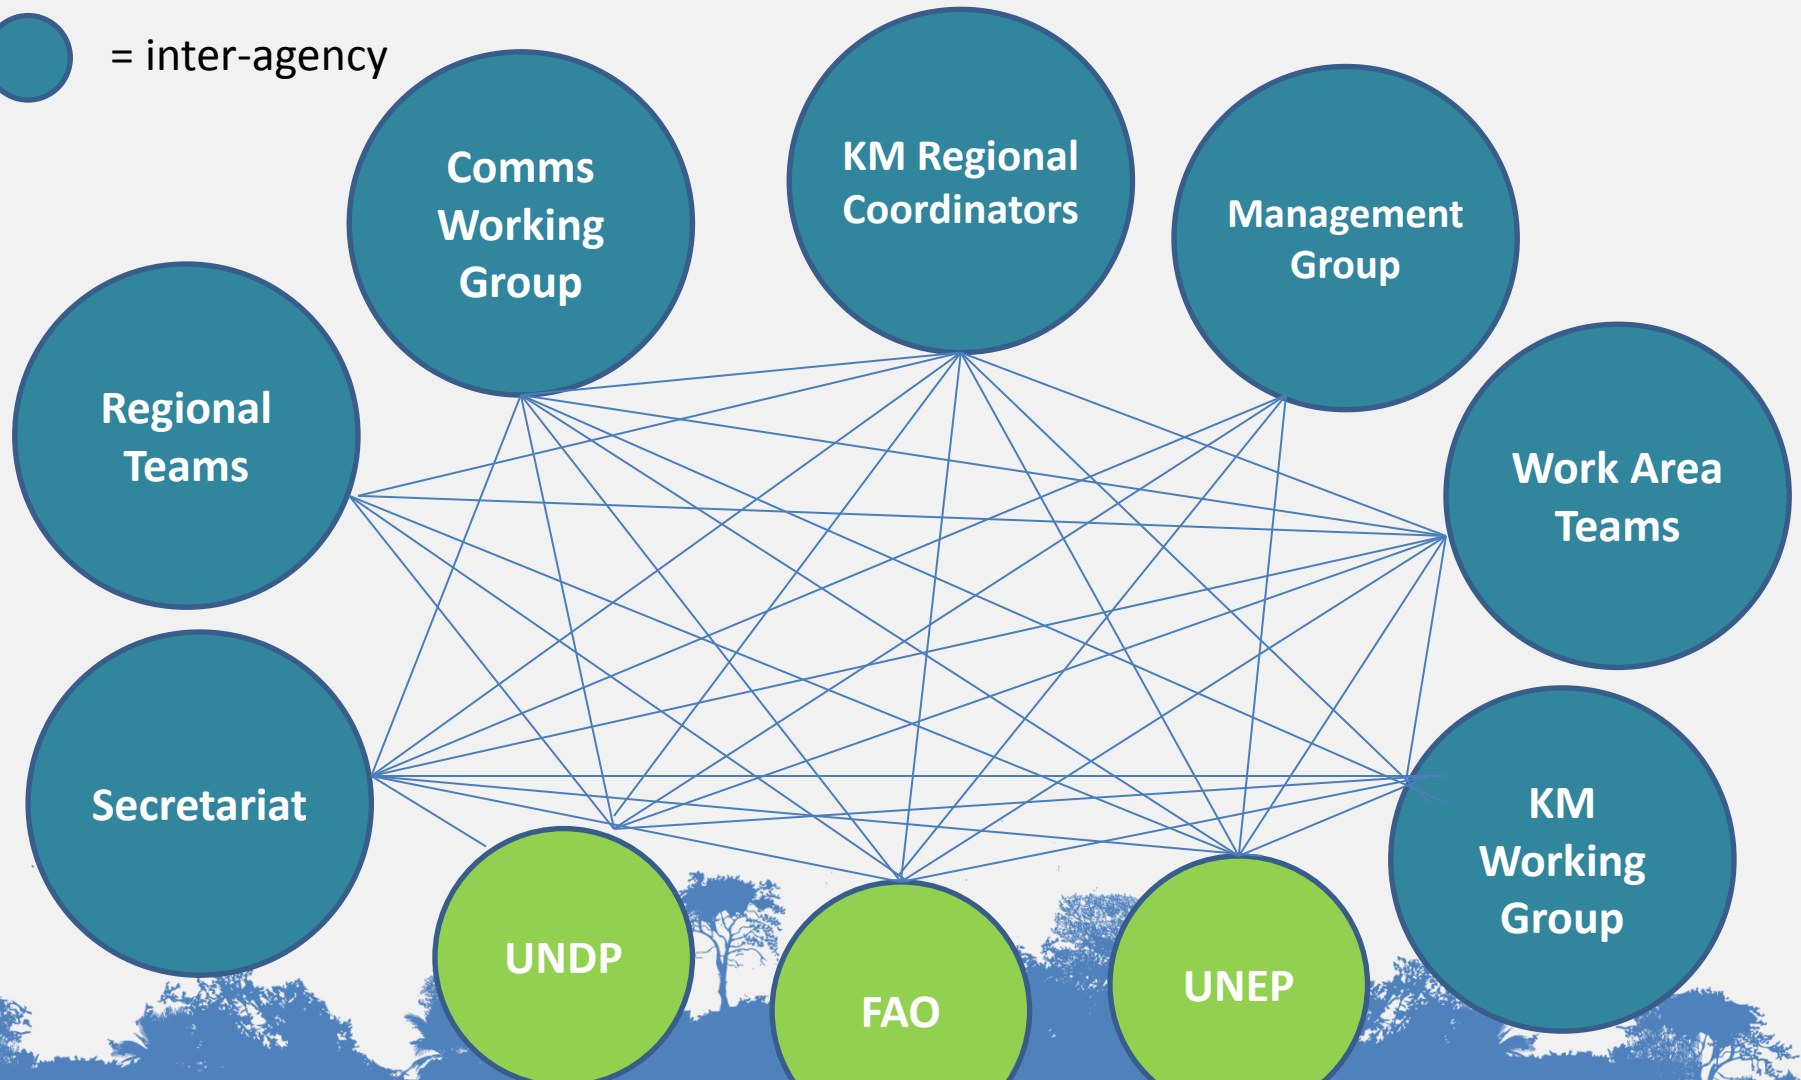 = inter-agency
Comms
Working
Group
KM Regional
Coordinators
Management
Group
Regional
Teams
Work Area
Teams
Secretariat
KM
Working
Group
UNDP
FAO
UNEP